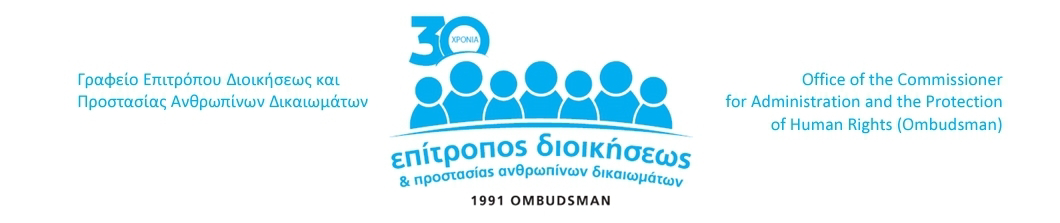 Γραφείο Επιτρόπου Διοικήσεως και
Προστασίας Ανθρωπίνων Δικαιωμάτων
30
ΧΡΟΝΙΑ
επίτροπος διοικήσεως
& προστασίας ανθρωπίνων δικαιωμάτων
1991 OMBUDSMAN
Office of the Commissioner
for Administration and the Protection
of Human Rights (Ombudsman)